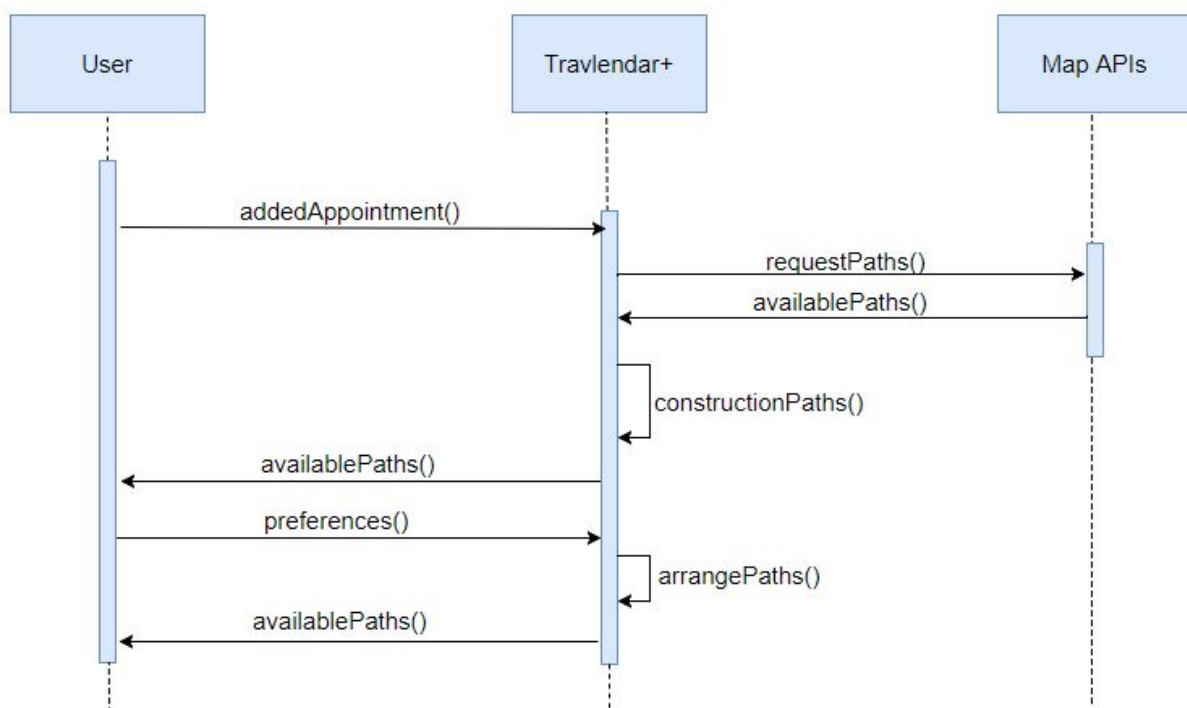 User
Travlendar+
Map APIs
addedAppointment()
requestPaths()
availablePaths()
constructionPaths()
availablePaths()
preferences()
arrangePaths()
availablePaths()